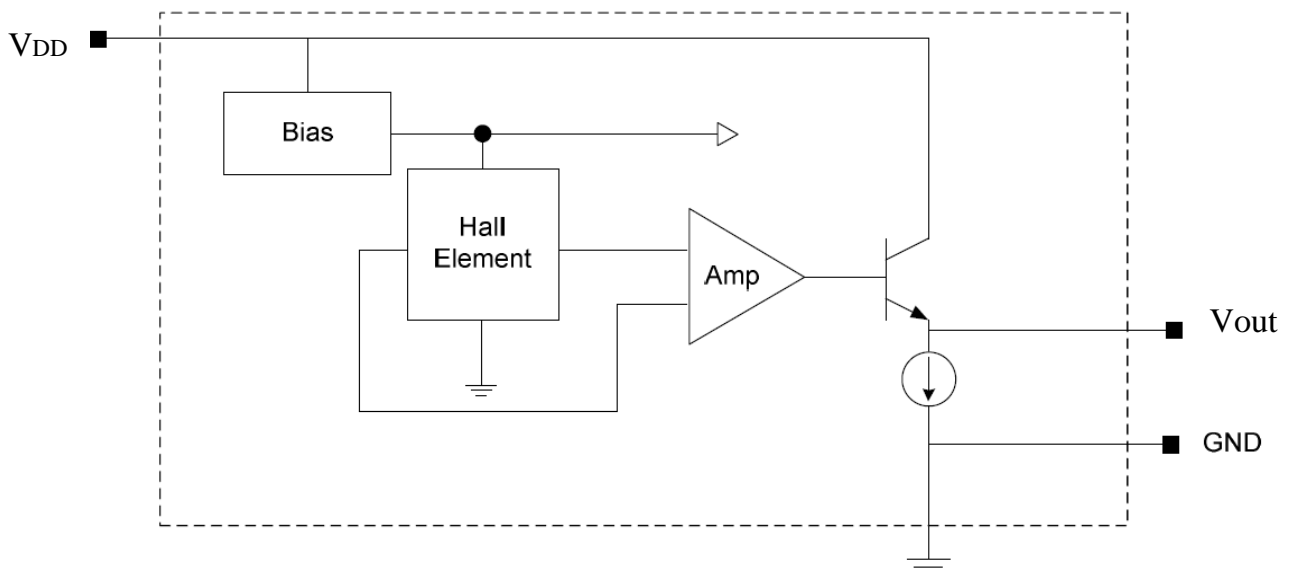 VDD
Bias
Hall
Element
Amp
Vout
GND